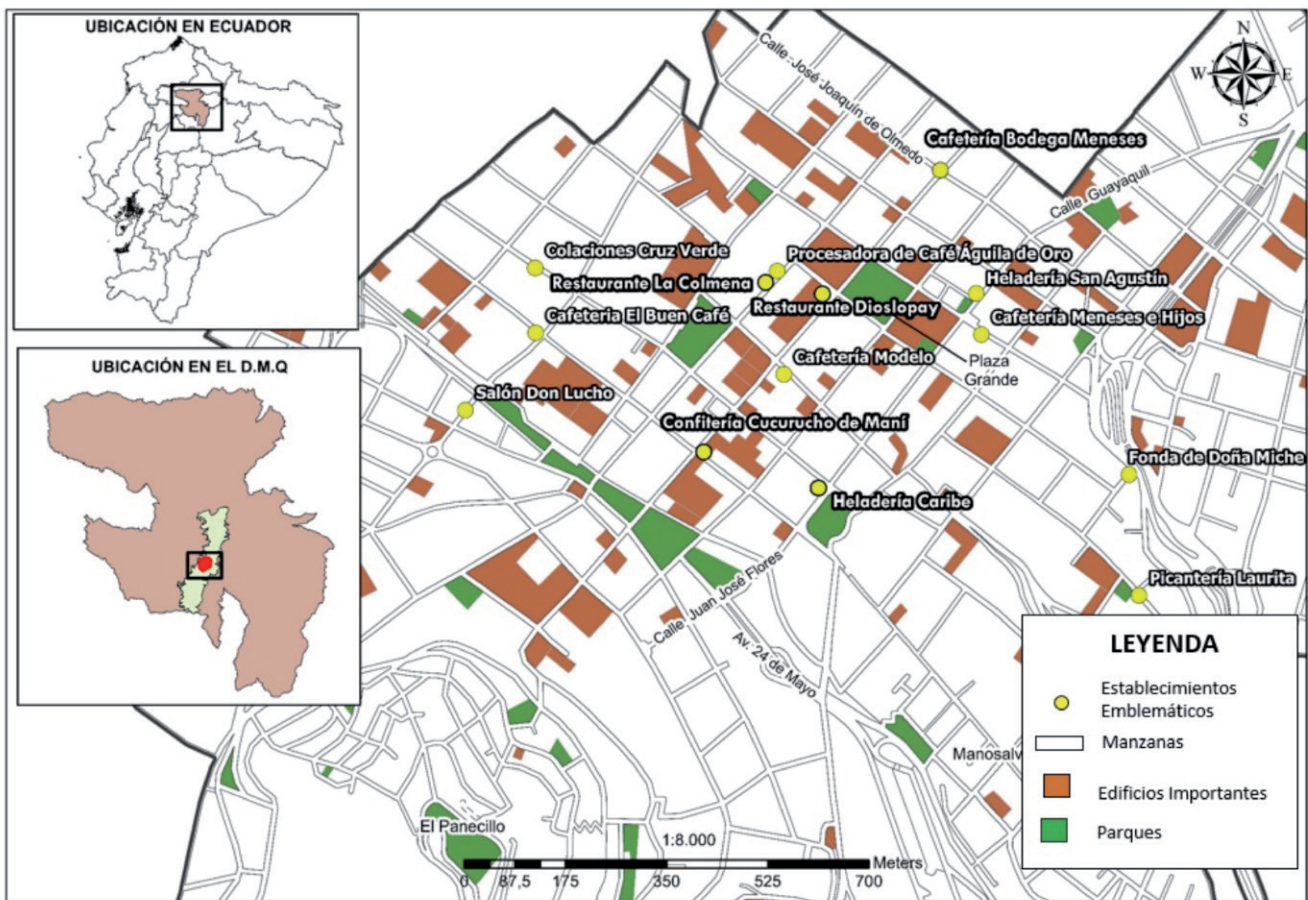 UBICACIÓN EN ECUADOR
N
W
E
S
Calle José Joaquín de Olmedo
Cafetería Bodega Meneses
Calle Guayaquil
Colaciones Cruz Verde
Procesadora de Café Águila de Oro
Restaurante La Colmena
Heladería San Agustín
Restaurante Dioslopay
Cafeteria El Buen Café
Cafetería Meneses e Hijos
Cafetería Modelo
Plaza
Grande
UBICACIÓN EN EL D.M.Q
Salón Don Lucho
Confitería Cucurucho de Maní
Fonda de Doña Miche
Heladería Caribe
Picantería Laurita
Calle Juan José Flores
Av. 24 de Mayo
Manosalv
El Panecillo
1:8.000
Meters
0 87,5 175 350 525 700
LEYENDA
Establecimientos
Emblemáticos
Manzanas
Edificios Importantes
Parques